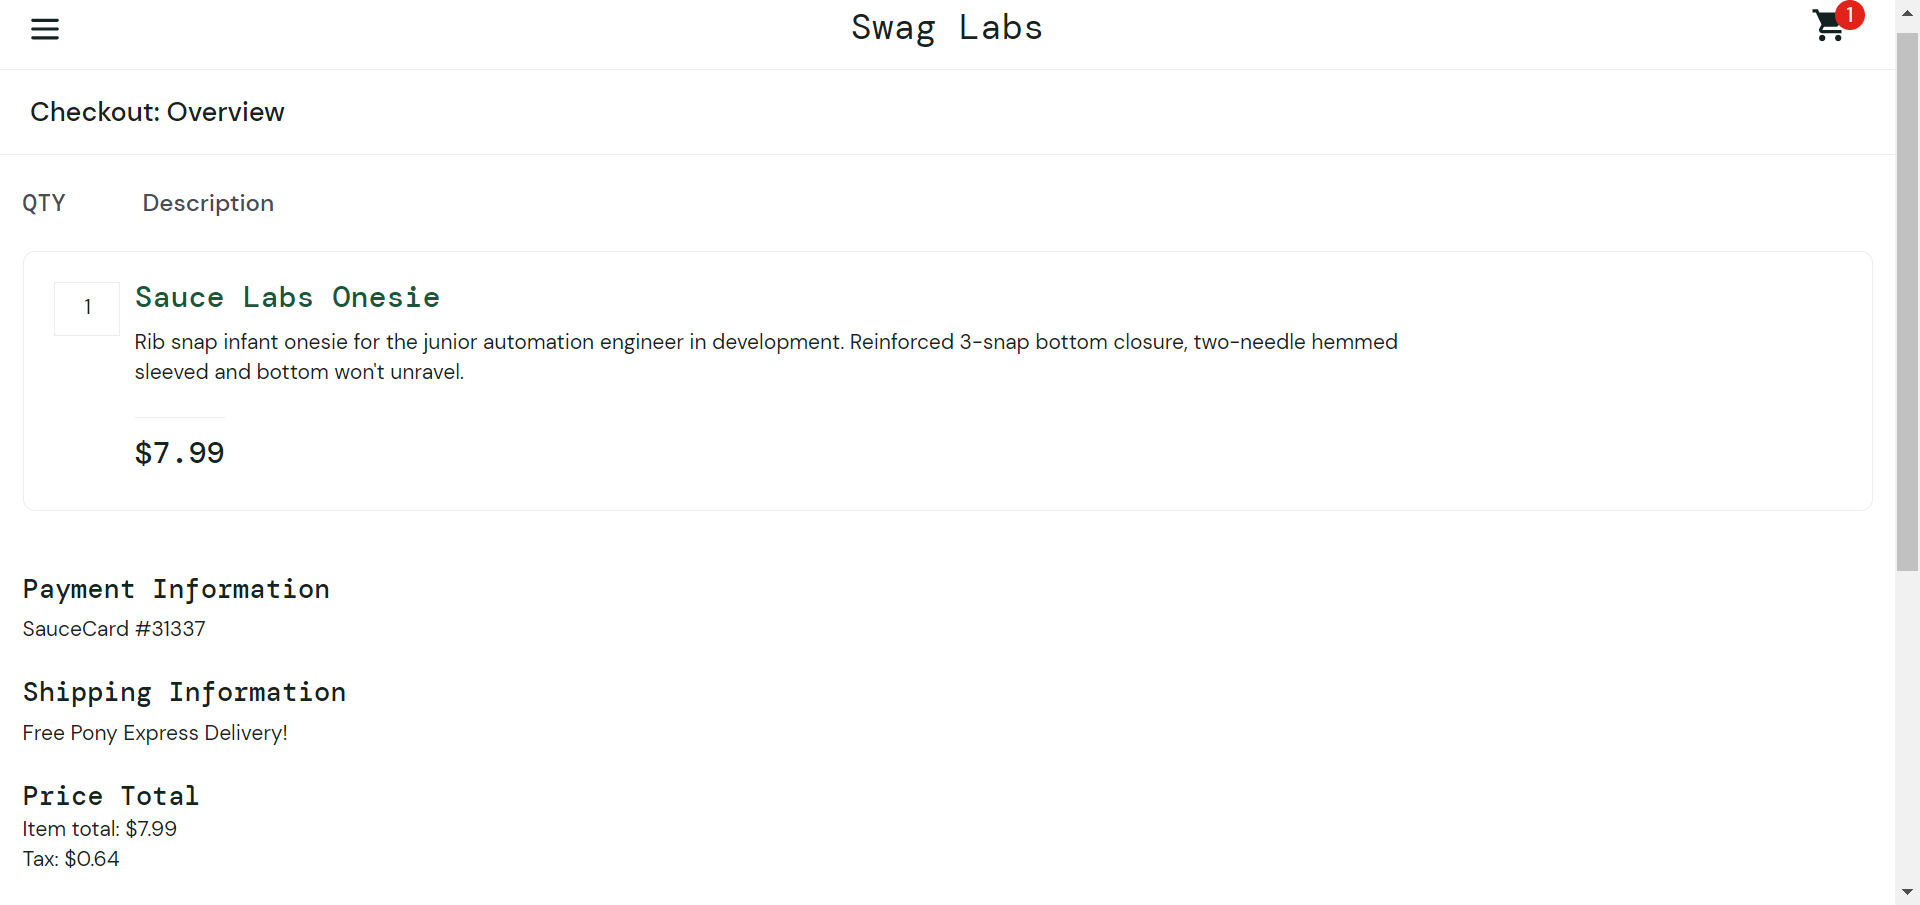 Swag Labs
1
Checkout: Overview
QTY Description
1
Sauce Labs Onesie
Rib snap infant onesie for the junior automation engineer in development. Reinforced 3-snap bottom closure, two-needle hemmed
sleeved and bottom won't unravel.
$7.99
Payment Information
SauceCard #31337
Shipping Information
Free Pony Express Delivery!
Price Total
Item total: $7.99
Tax: $0.64